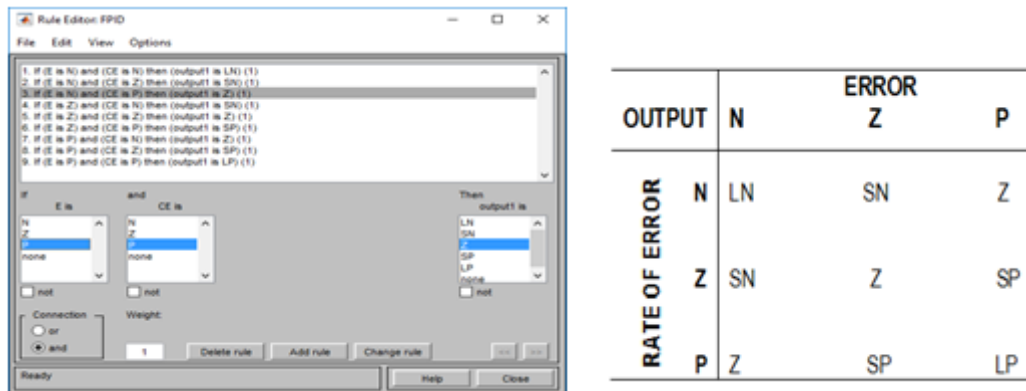 Rule Editor: FPID
File Edit View Options
1. If (E is N) and (CE is N) then (output1 is LN) (1)
2. If (E is N) and (CE is Z) then (output1 is SN) (1)
3. If (E is N) and (CE is P) then (output1 is Z) (1)
4. If (E is Z) and (CE is N) then (output1 is SN) (1)
5. If (E is Z) and (CE is Z) then (output1 is Z) (1)
6. If (E is Z) and (CE is P) then (output1 is SP) (1)
7. If (E is P) and (CE is N) then (output1 is Z) (1)
8. If (E is P) and (CE is Z) then (output1 is SP) (1)
9. If (E is P) and (CE is P) then (output1 is LP) (1)
If and Then
E is CE is output1 is
N N LN
Z Z SN
P P Z
none none SP
LP
none
not not not
Connection Weight:
or
and 1 Delete rule Add rule Change rule << >>
Ready Help Close
ERROR
OUTPUT N Z P
RATE OF ERROR
N LN SN Z
Z SN Z SP
P Z SP LP